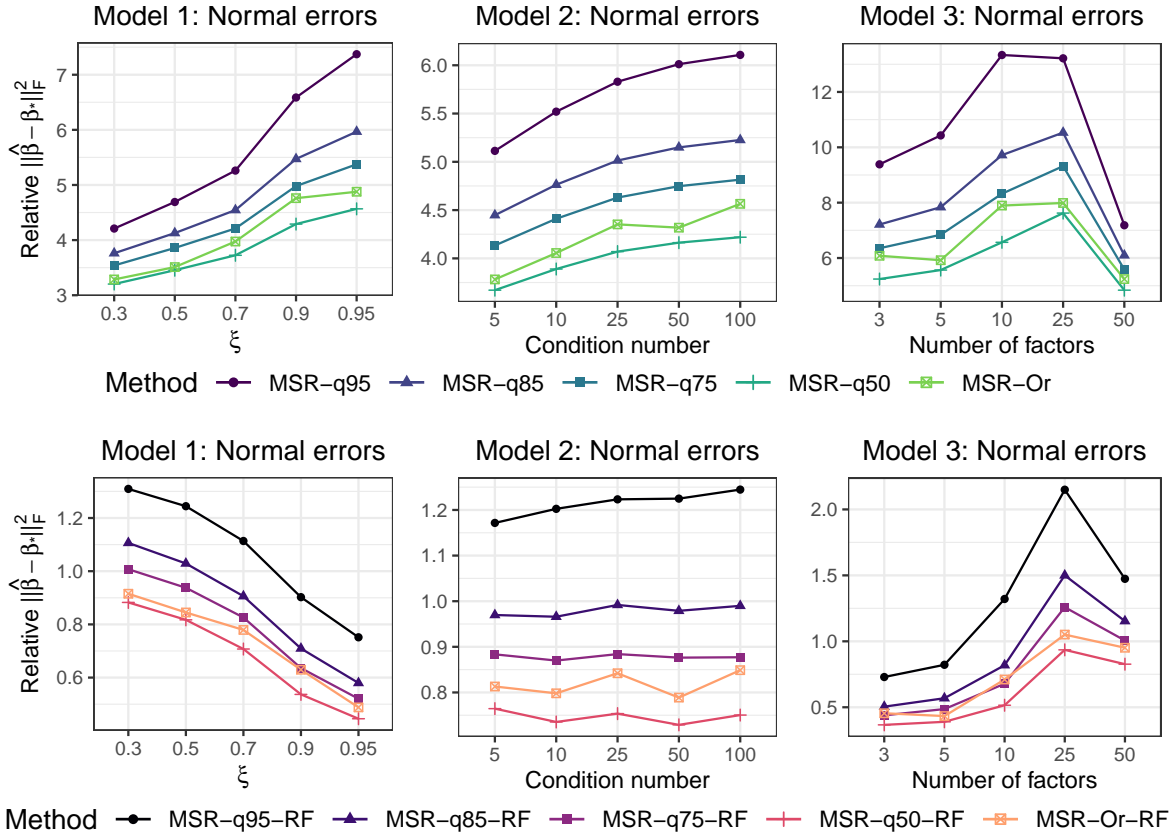 Model 1: Normal errors
Relative ||β̂ − β*||²F
7
6
5
4
3
0.3 0.5 0.7 0.9 0.95
ξ
Model 2: Normal errors
6.0
5.5
5.0
4.5
4.0
5 10 25 50 100
Condition number
Model 3: Normal errors
12
10
8
6
3 5 10 25 50
Number of factors
Method MSR−q95 MSR−q85 MSR−q75 MSR−q50 MSR−Or
Model 1: Normal errors
Relative ||β̂ − β*||²F
1.2
1.0
0.8
0.6
0.3 0.5 0.7 0.9 0.95
ξ
Model 2: Normal errors
1.2
1.1
1.0
0.9
0.8
5 10 25 50 100
Condition number
Model 3: Normal errors
2.0
1.5
1.0
0.5
3 5 10 25 50
Number of factors
Method MSR−q95−RF MSR−q85−RF MSR−q75−RF MSR−q50−RF MSR−Or−RF